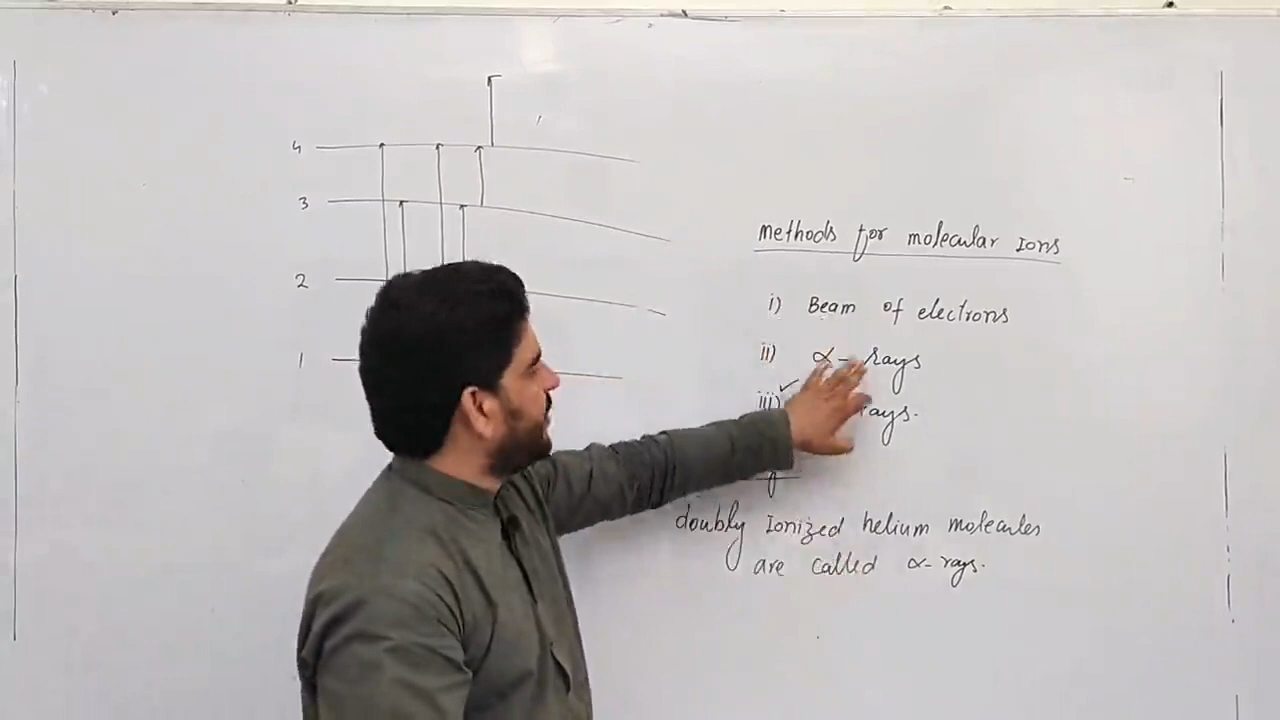 4
3
2
1
methods for molecular Ions
i) Beam of electrons
ii) α - rays
iii) rays.
doubly Ionized helium molecules
are called α-rays.